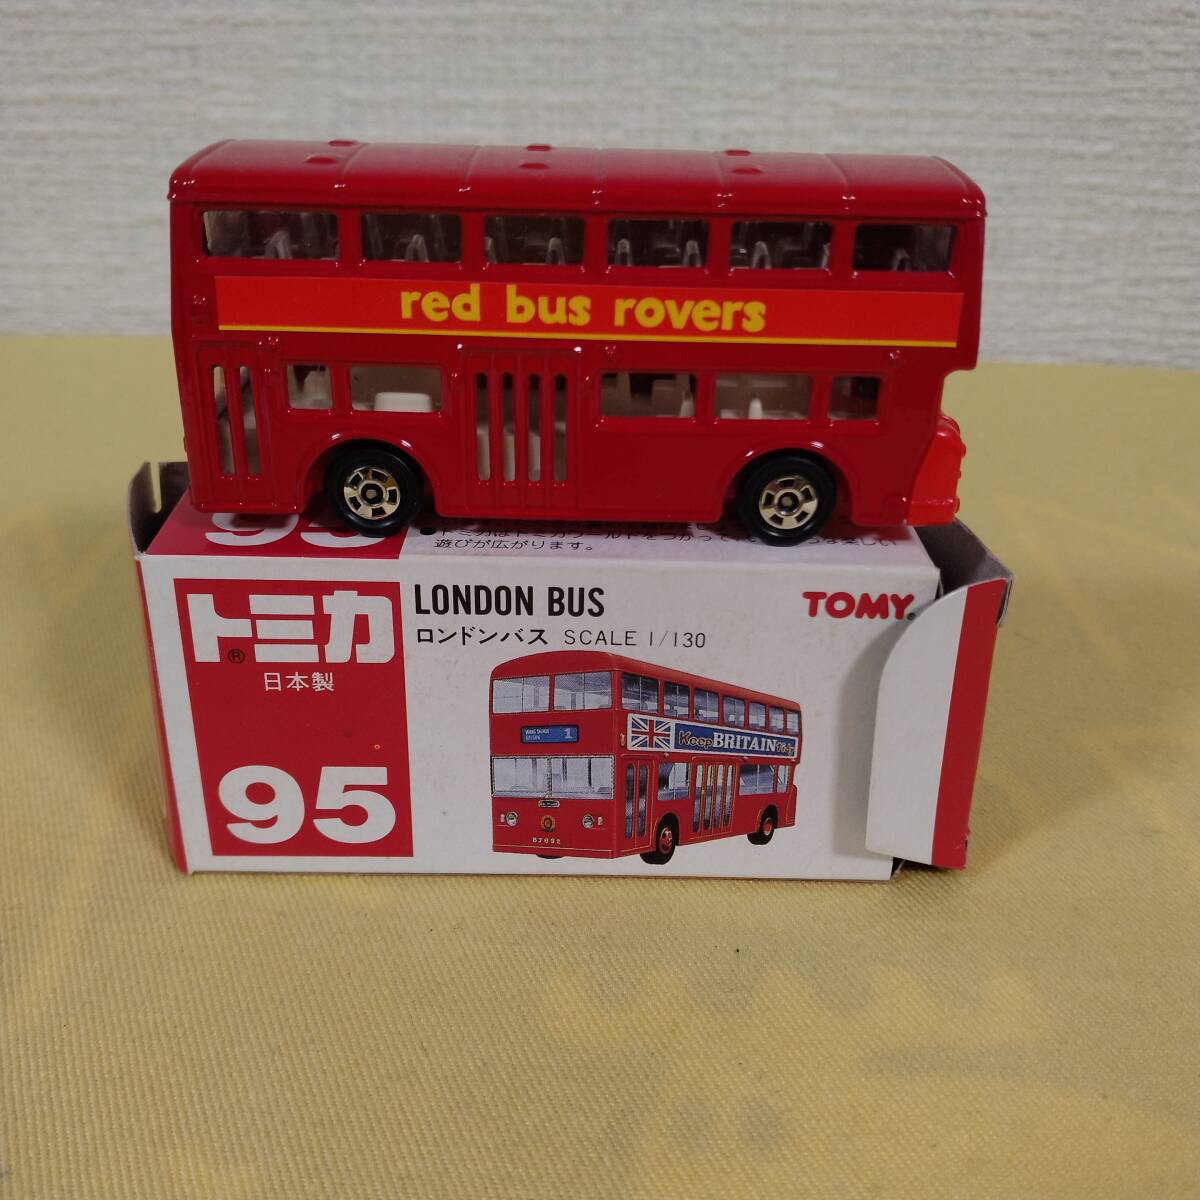 red bus rovers
95
遊びが広がります。
トミカ®
日本製
95
LONDON BUS
ロンドンバス SCALE 1/130
TOMY®
1
Keep BRITAIN